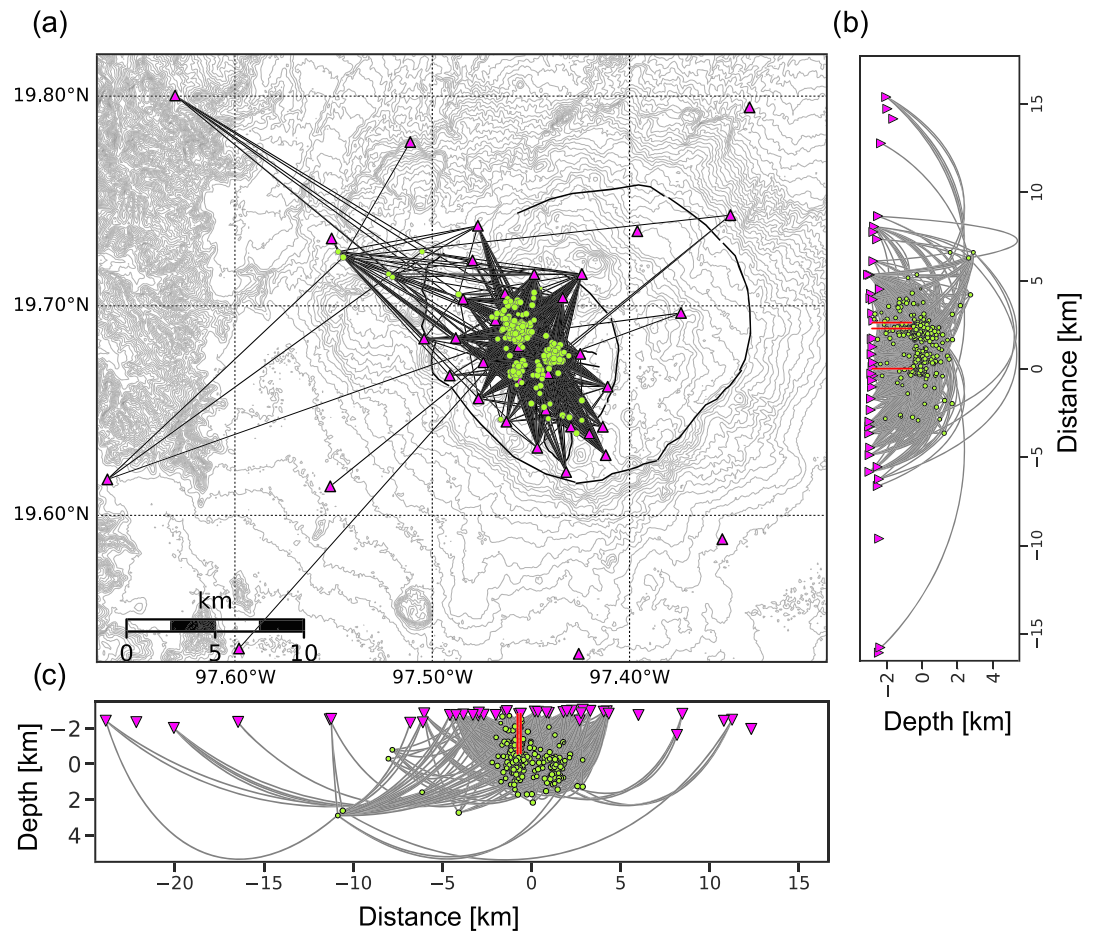 (a)
(b)
19.80°N
19.70°N
19.60°N
km
0 5 10
97.60°W 97.50°W 97.40°W
15
10
5
0
−5
−10
−15
Distance [km]
−2 0 2 4
Depth [km]
(c)
−2
0
2
4
Depth [km]
−20 −15 −10 −5 0 5 10 15
Distance [km]